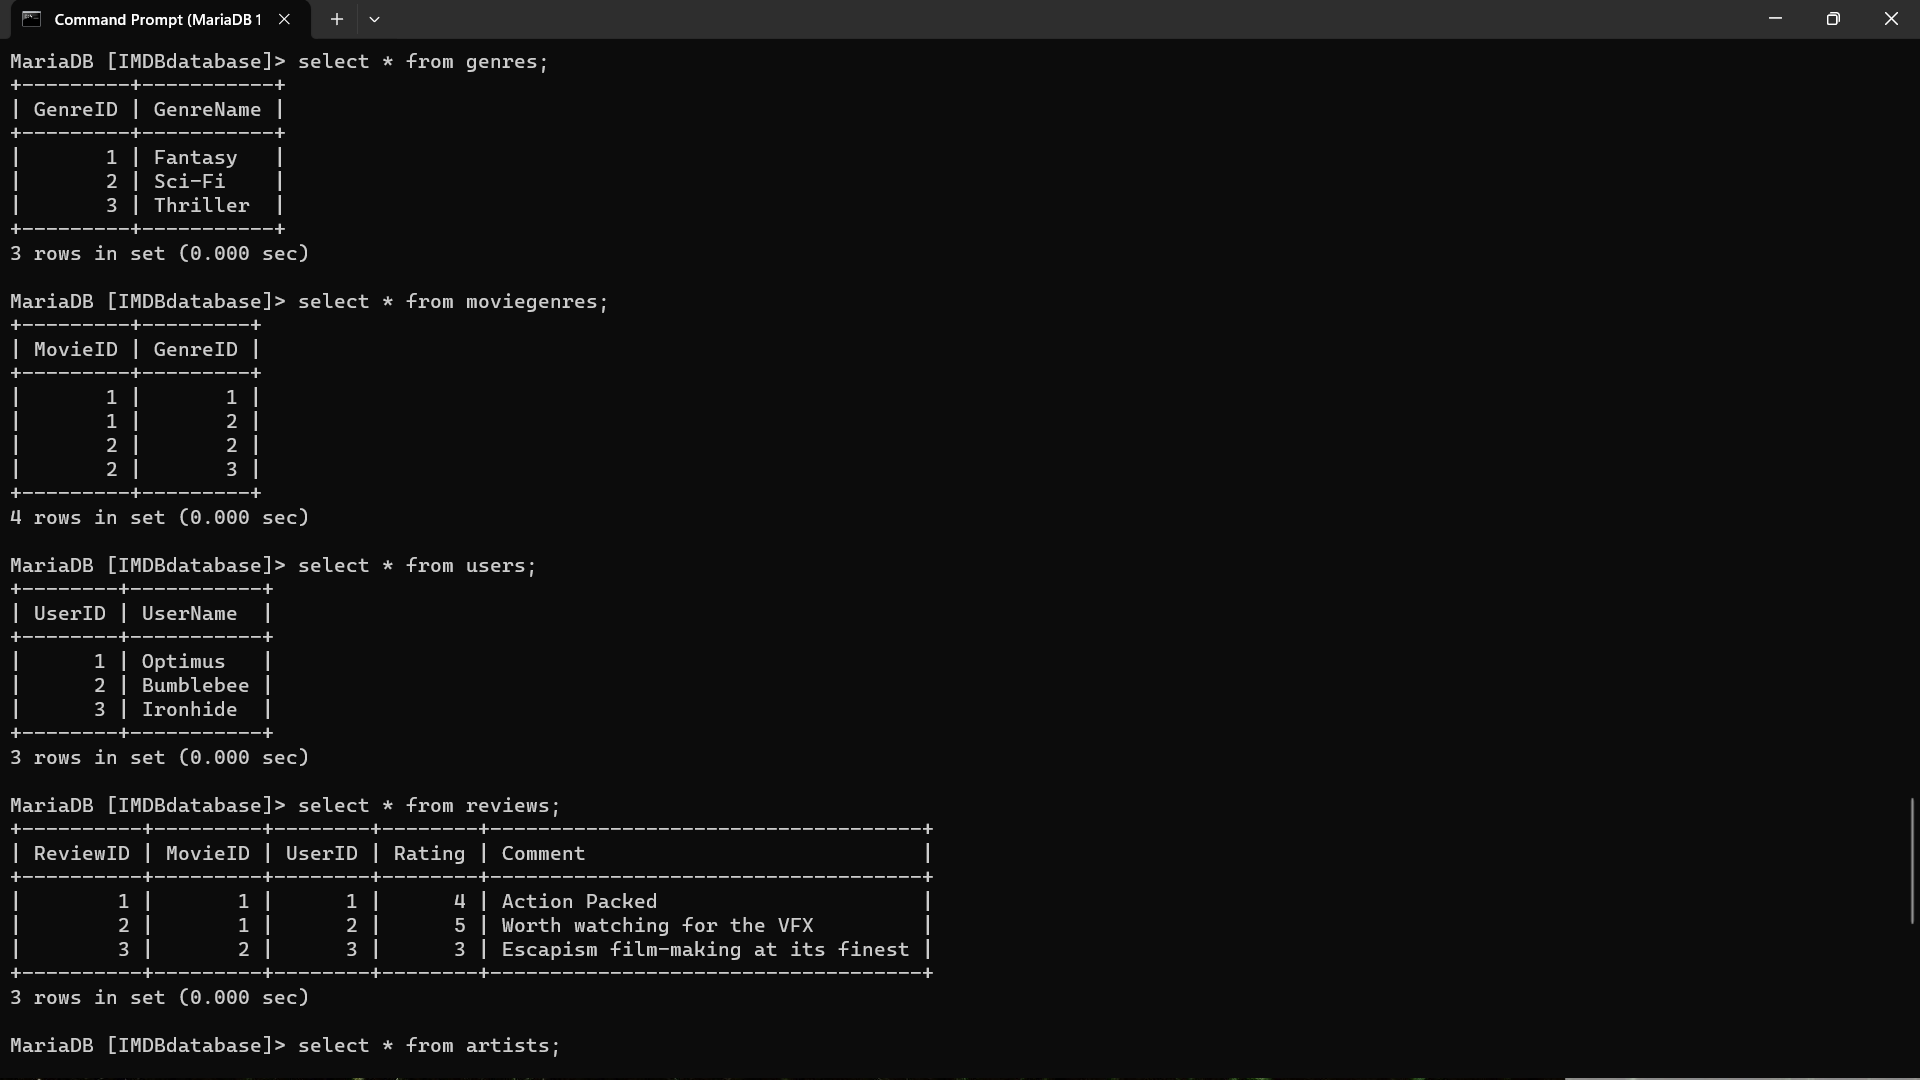 Command Prompt (MariaDB 1
MariaDB [IMDBdatabase]> select * from genres;
+---------+-----------+
| GenreID | GenreName |
+---------+-----------+
|       1 | Fantasy   |
|       2 | Sci-Fi    |
|       3 | Thriller  |
+---------+-----------+
3 rows in set (0.000 sec)
MariaDB [IMDBdatabase]> select * from moviegenres;
+---------+---------+
| MovieID | GenreID |
+---------+---------+
|       1 |       1 |
|       1 |       2 |
|       2 |       2 |
|       2 |       3 |
+---------+---------+
4 rows in set (0.000 sec)
MariaDB [IMDBdatabase]> select * from users;
+--------+-----------+
| UserID | UserName  |
+--------+-----------+
|      1 | Optimus   |
|      2 | Bumblebee |
|      3 | Ironhide  |
+--------+-----------+
3 rows in set (0.000 sec)
MariaDB [IMDBdatabase]> select * from reviews;
+----------+---------+--------+--------+------------------------------------+
| ReviewID | MovieID | UserID | Rating | Comment                            |
+----------+---------+--------+--------+------------------------------------+
|        1 |       1 |      1 |      4 | Action Packed                      |
|        2 |       1 |      2 |      5 | Worth watching for the VFX         |
|        3 |       2 |      3 |      3 | Escapism film-making at its finest |
+----------+---------+--------+--------+------------------------------------+
3 rows in set (0.000 sec)
MariaDB [IMDBdatabase]> select * from artists;